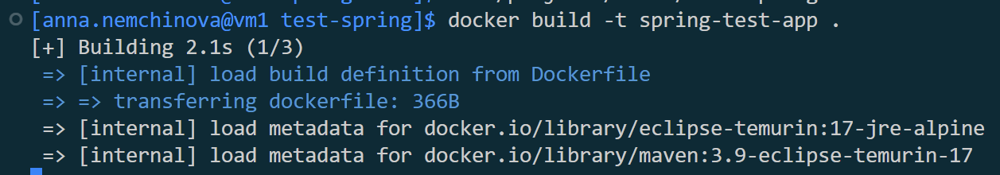 [anna.nemchinova@vm1 test-spring]$ docker build -t spring-test-app .
[+] Building 2.1s (1/3)
=> [internal] load build definition from Dockerfile
=> => transferring dockerfile: 366B
=> [internal] load metadata for docker.io/library/eclipse-temurin:17-jre-alpine
=> [internal] load metadata for docker.io/library/maven:3.9-eclipse-temurin-17